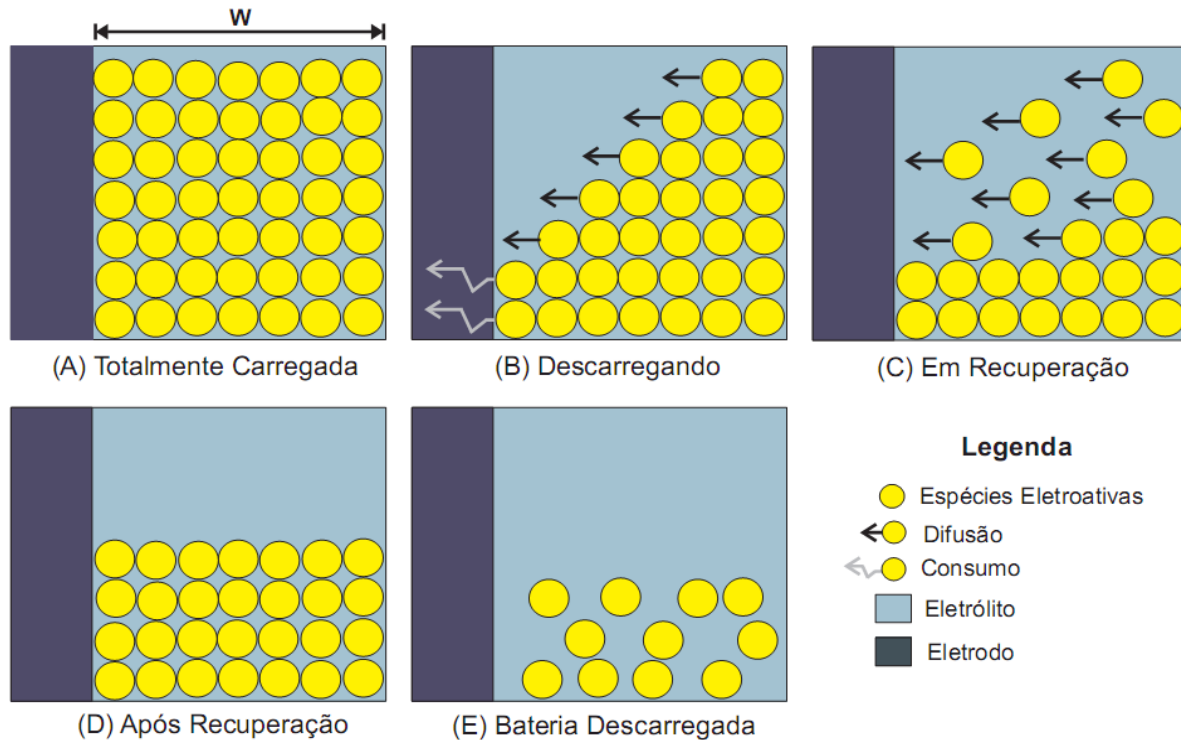 W
(A) Totalmente Carregada
(B) Descarregando
(C) Em Recuperação
(D) Após Recuperação
(E) Bateria Descarregada
Legenda
Espécies Eletroativas
Difusão
Consumo
Eletrólito
Eletrodo